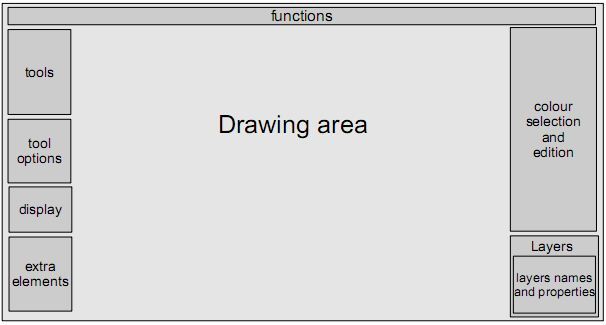 functions
tools
tool
options
display
extra
elements
Drawing area
colour
selection
and
edition
Layers
layers names
and properties